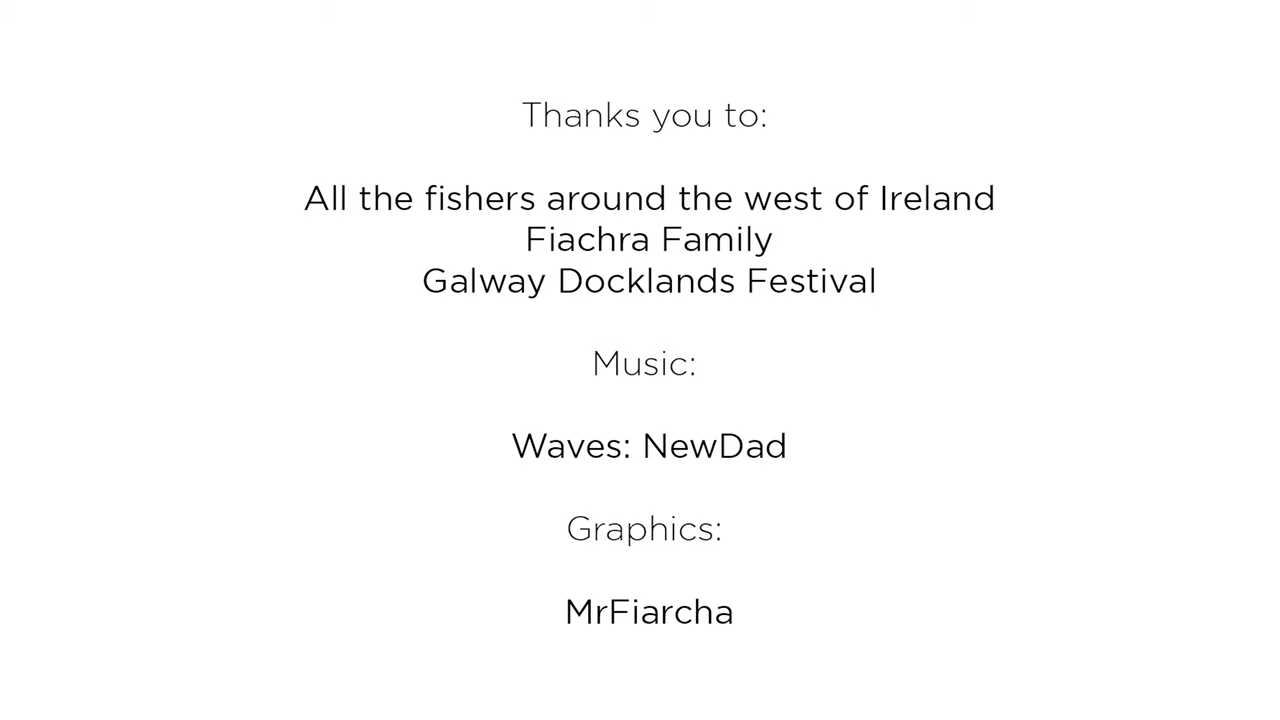 Thanks you to:
All the fishers around the west of Ireland
Fiachra Family
Galway Docklands Festival
Music:
Waves: NewDad
Graphics:
MrFiarcha